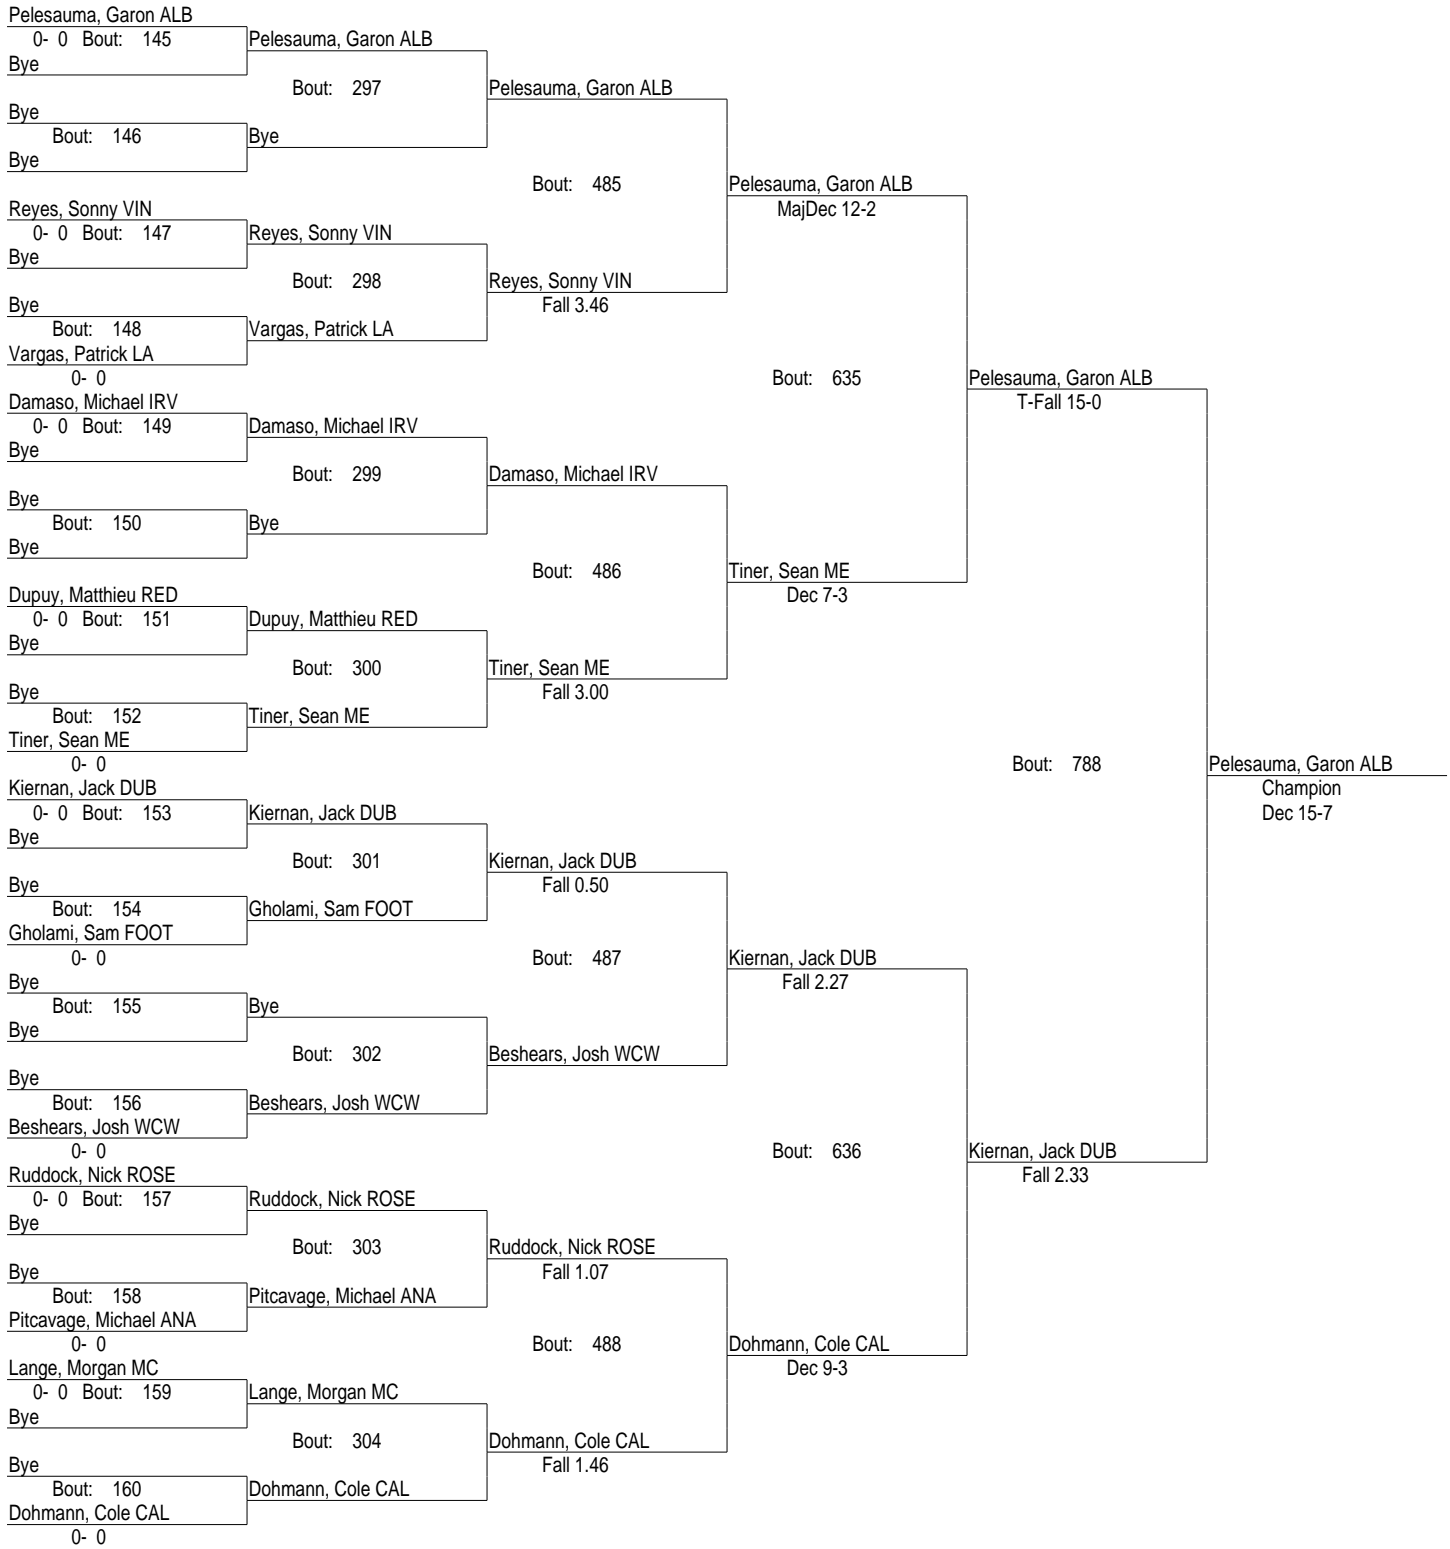 Pelesauma, Garon ALB
0- 0 Bout: 145 Pelesauma, Garon ALB
Bye
Bout: 297 Pelesauma, Garon ALB
Bye
Bout: 146 Bye
Bye
Bout: 485 Pelesauma, Garon ALB
Reyes, Sonny VIN MajDec 12-2
0- 0 Bout: 147 Reyes, Sonny VIN
Bye
Bout: 298 Reyes, Sonny VIN
Bye Fall 3.46
Bout: 148 Vargas, Patrick LA
Vargas, Patrick LA
0- 0 Bout: 635 Pelesauma, Garon ALB
Damaso, Michael IRV T-Fall 15-0
0- 0 Bout: 149 Damaso, Michael IRV
Bye
Bout: 299 Damaso, Michael IRV
Bye
Bout: 150 Bye
Bye
Bout: 486 Tiner, Sean ME
Dupuy, Matthieu RED Dec 7-3
0- 0 Bout: 151 Dupuy, Matthieu RED
Bye
Bout: 300 Tiner, Sean ME
Bye Fall 3.00
Bout: 152 Tiner, Sean ME
Tiner, Sean ME
0- 0 Bout: 788 Pelesauma, Garon ALB
Kiernan, Jack DUB Champion
0- 0 Bout: 153 Kiernan, Jack DUB Dec 15-7
Bye
Bout: 301 Kiernan, Jack DUB
Bye Fall 0.50
Bout: 154 Gholami, Sam FOOT
Gholami, Sam FOOT
0- 0 Bout: 487 Kiernan, Jack DUB
Bye Fall 2.27
Bout: 155 Bye
Bye
Bout: 302 Beshears, Josh WCW
Bye
Bout: 156 Beshears, Josh WCW
Beshears, Josh WCW
0- 0 Bout: 636 Kiernan, Jack DUB
Ruddock, Nick ROSE Fall 2.33
0- 0 Bout: 157 Ruddock, Nick ROSE
Bye
Bout: 303 Ruddock, Nick ROSE
Bye Fall 1.07
Bout: 158 Pitcavage, Michael ANA
Pitcavage, Michael ANA
0- 0 Bout: 488 Dohmann, Cole CAL
Lange, Morgan MC Dec 9-3
0- 0 Bout: 159 Lange, Morgan MC
Bye
Bout: 304 Dohmann, Cole CAL
Bye Fall 1.46
Bout: 160 Dohmann, Cole CAL
Dohmann, Cole CAL
0- 0